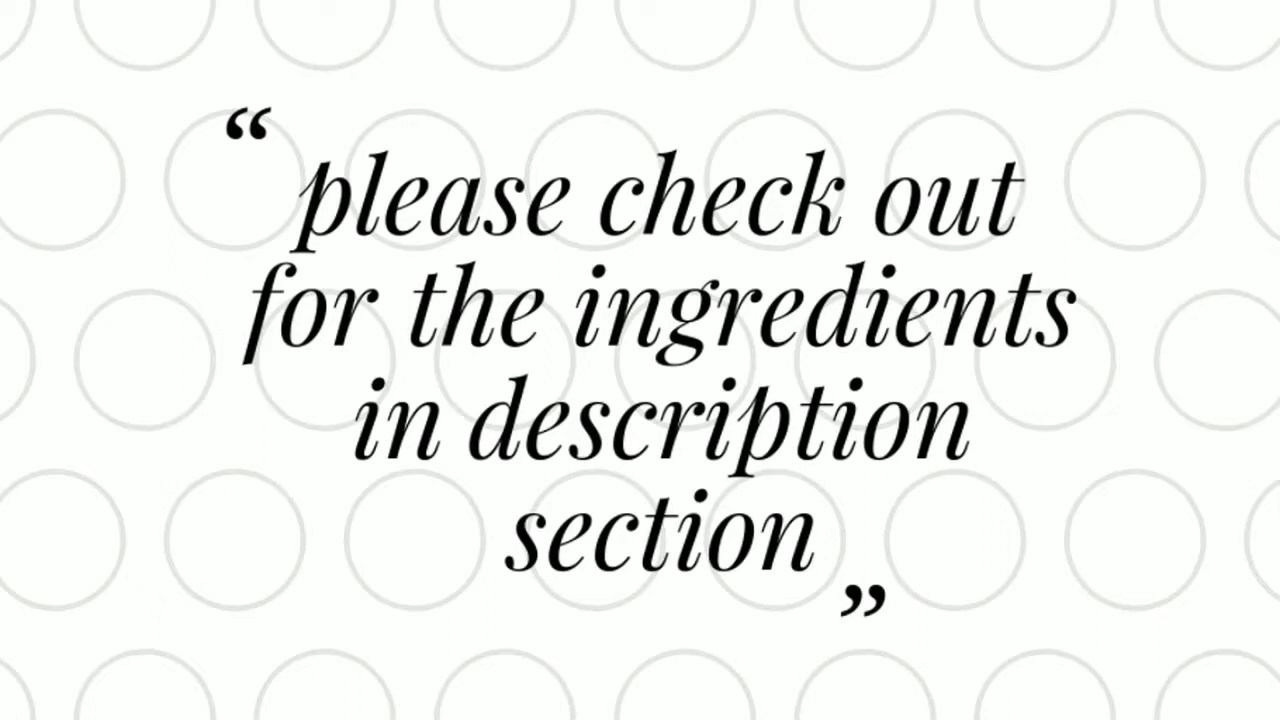 “ please check out
for the ingredients
in description
section ”